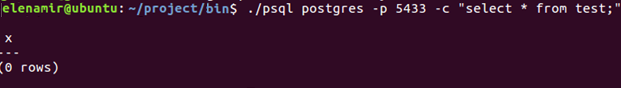 elenamir@ubuntu:~/project/bin$ ./psql postgres -p 5433 -c "select * from test;"
x
---
(0 rows)